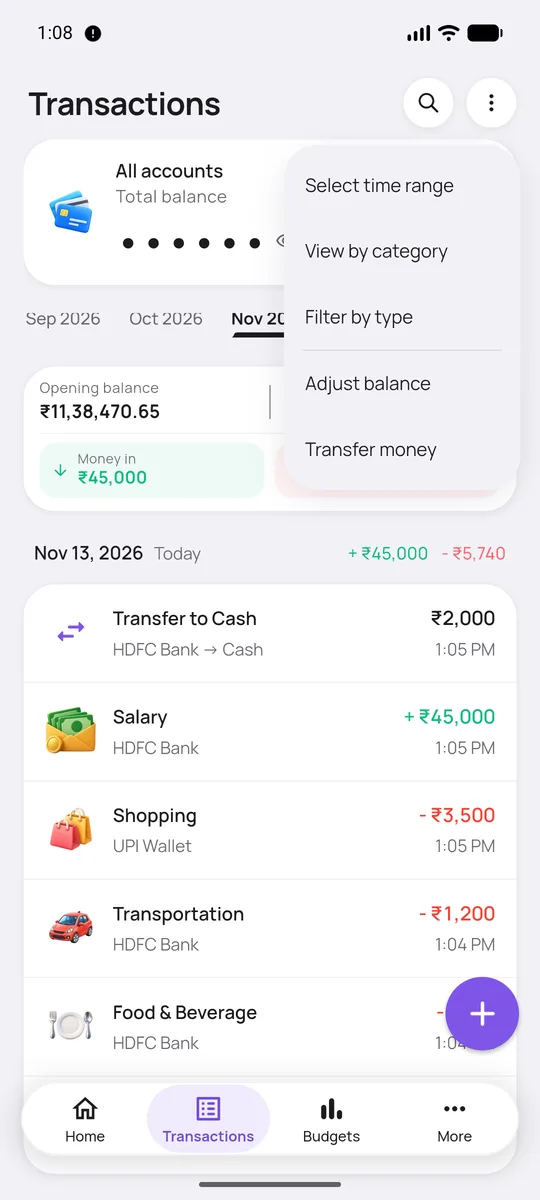 1:08
Transactions
All accounts
Total balance
Select time range
View by category
Filter by type
Adjust balance
Transfer money
Sep 2026
Oct 2026
Nov 20
Opening balance
₹11,38,470.65
Money in
₹45,000
Nov 13, 2026 Today + ₹45,000 - ₹5,740
Transfer to Cash ₹2,000
HDFC Bank → Cash 1:05 PM
Salary + ₹45,000
HDFC Bank 1:05 PM
Shopping - ₹3,500
UPI Wallet 1:05 PM
Transportation - ₹1,200
HDFC Bank 1:04 PM
Food & Beverage -
HDFC Bank 1:04
Home
Transactions
Budgets
More